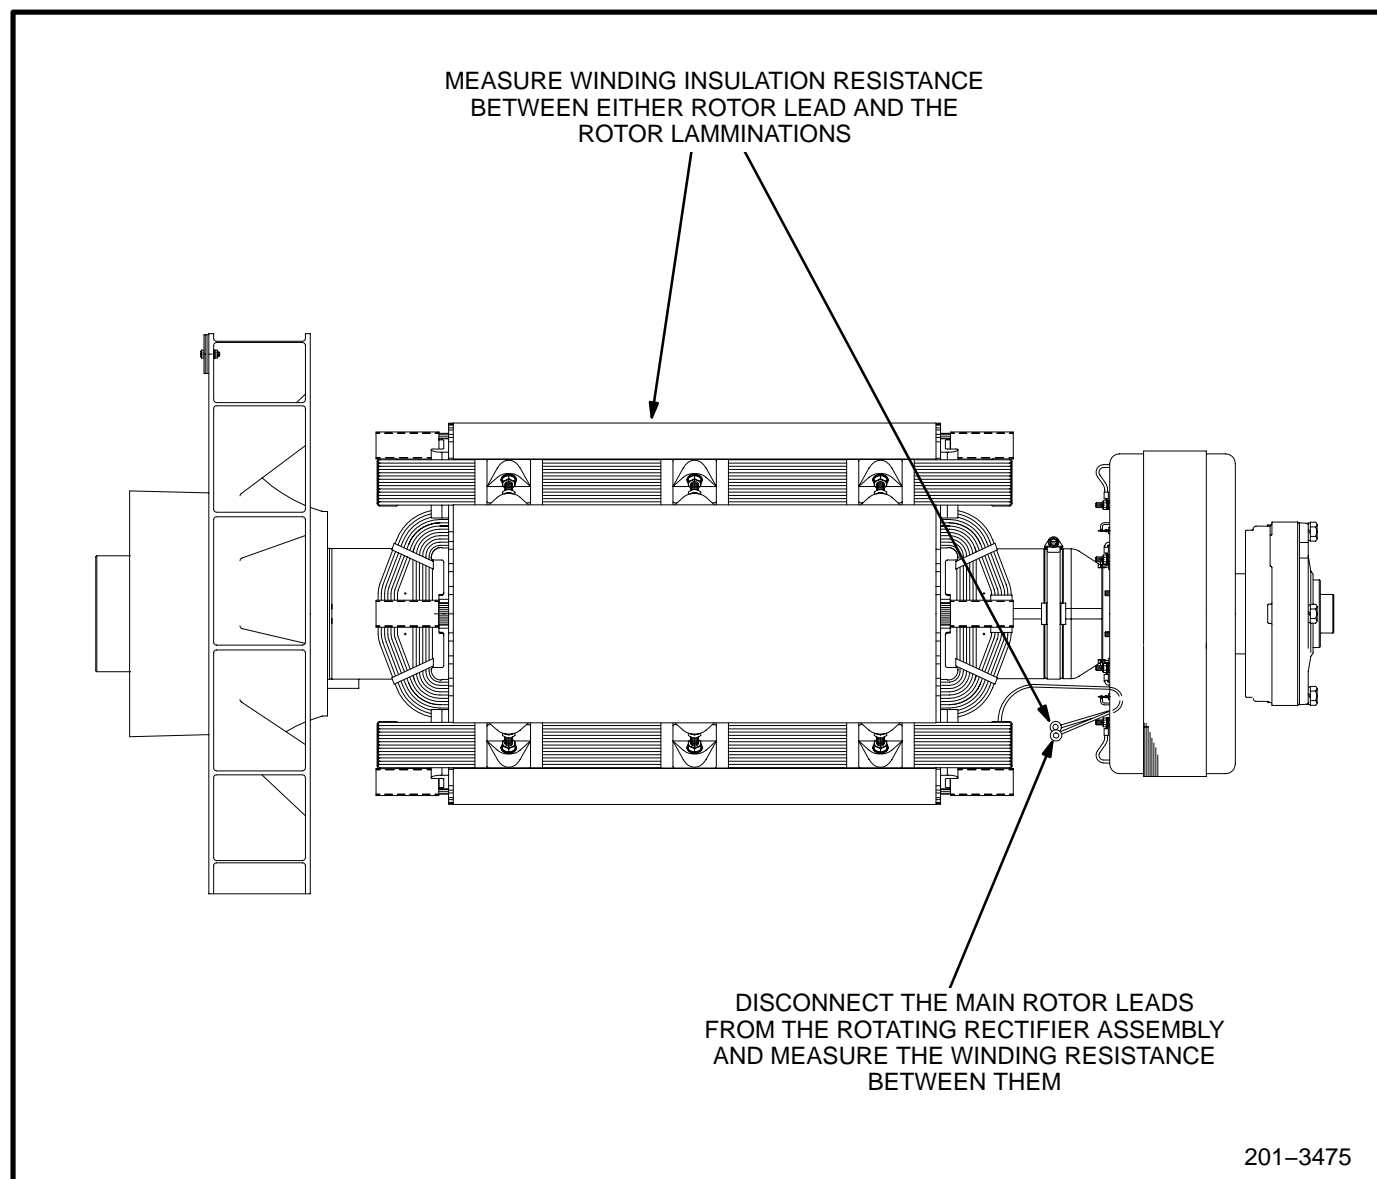 MEASURE WINDING INSULATION RESISTANCE
BETWEEN EITHER ROTOR LEAD AND THE
ROTOR LAMMINATIONS
DISCONNECT THE MAIN ROTOR LEADS
FROM THE ROTATING RECTIFIER ASSEMBLY
AND MEASURE THE WINDING RESISTANCE
BETWEEN THEM
201–3475